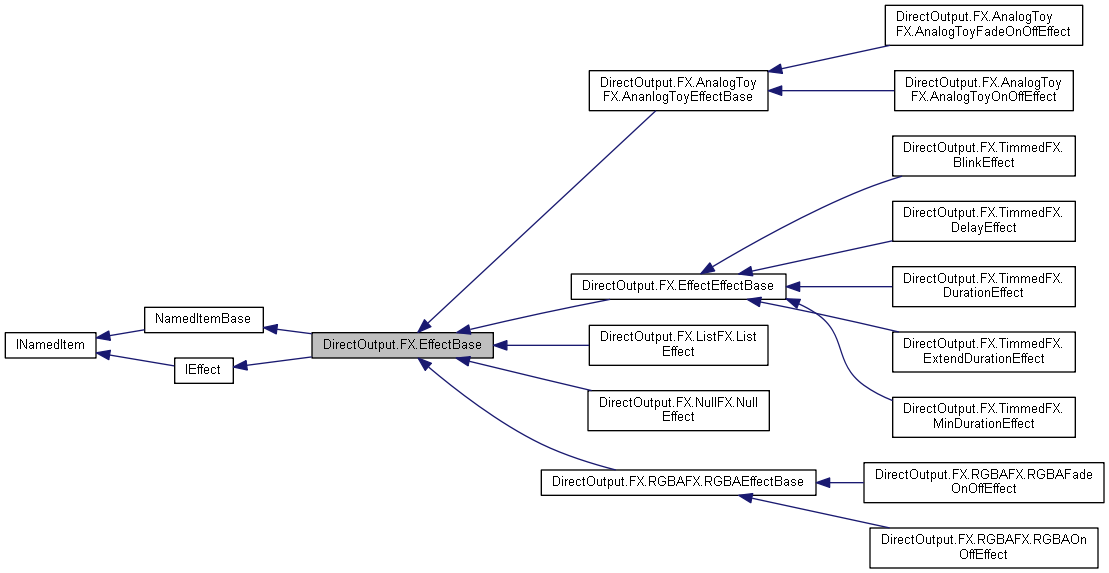 DirectOutput.FX.AnalogToy
FX.AnalogToyFadeOnOffEffect
DirectOutput.FX.AnalogToy
FX.AnanlogToyEffectBase
DirectOutput.FX.AnalogToy
FX.AnalogToyOnOffEffect
DirectOutput.FX.TimmedFX.
BlinkEffect
DirectOutput.FX.TimmedFX.
DelayEffect
DirectOutput.FX.EffectEffectBase
DirectOutput.FX.TimmedFX.
DurationEffect
NamedItemBase
INamedItem
DirectOutput.FX.EffectBase
DirectOutput.FX.ListFX.List
Effect
DirectOutput.FX.TimmedFX.
ExtendDurationEffect
IEffect
DirectOutput.FX.NullFX.Null
Effect
DirectOutput.FX.TimmedFX.
MinDurationEffect
DirectOutput.FX.RGBAFX.RGBAEffectBase
DirectOutput.FX.RGBAFX.RGBAFade
OnOffEffect
DirectOutput.FX.RGBAFX.RGBAOn
OffEffect